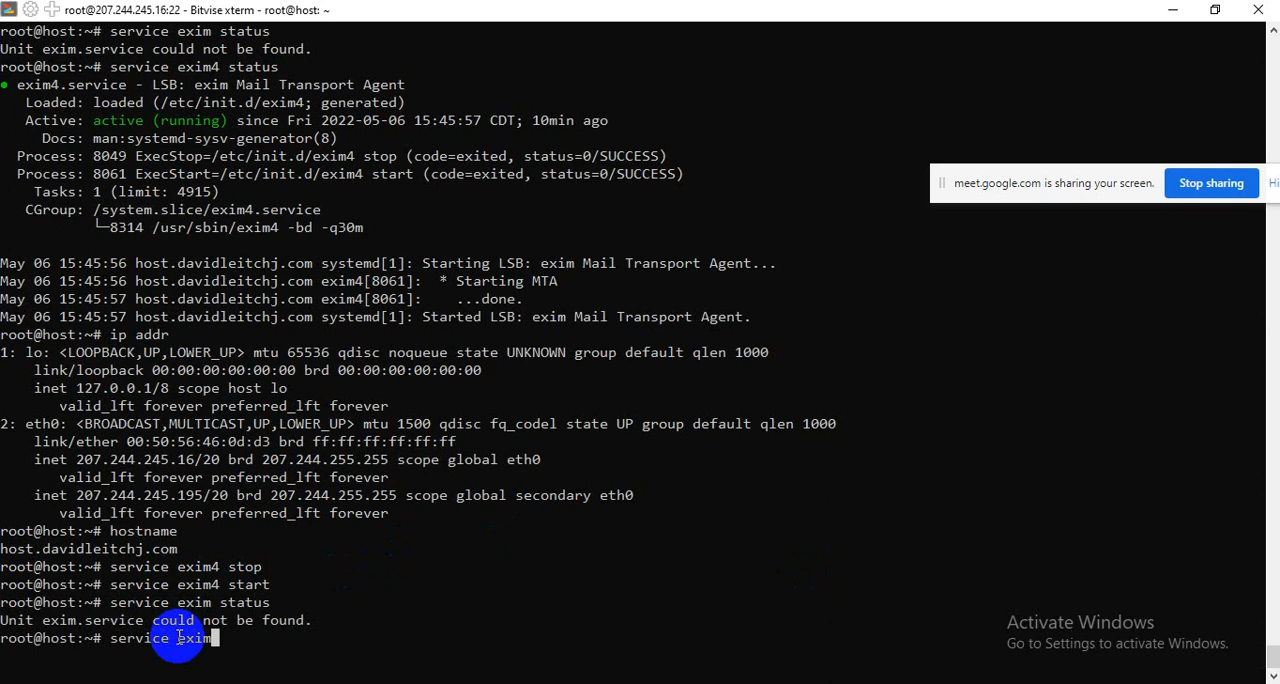 root@207.244.245.16:22 - Bitvise xterm - root@host: ~
root@host:~# service exim status
Unit exim.service could not be found.
root@host:~# service exim4 status
● exim4.service - LSB: exim Mail Transport Agent
   Loaded: loaded (/etc/init.d/exim4; generated)
   Active: active (running) since Fri 2022-05-06 15:45:57 CDT; 10min ago
     Docs: man:systemd-sysv-generator(8)
  Process: 8049 ExecStop=/etc/init.d/exim4 stop (code=exited, status=0/SUCCESS)
  Process: 8061 ExecStart=/etc/init.d/exim4 start (code=exited, status=0/SUCCESS)
    Tasks: 1 (limit: 4915)
   CGroup: /system.slice/exim4.service
           └─8314 /usr/sbin/exim4 -bd -q30m
May 06 15:45:56 host.davidleitchj.com systemd[1]: Starting LSB: exim Mail Transport Agent...
May 06 15:45:56 host.davidleitchj.com exim4[8061]:  * Starting MTA
May 06 15:45:57 host.davidleitchj.com exim4[8061]:    ...done.
May 06 15:45:57 host.davidleitchj.com systemd[1]: Started LSB: exim Mail Transport Agent.
root@host:~# ip addr
1: lo: <LOOPBACK,UP,LOWER_UP> mtu 65536 qdisc noqueue state UNKNOWN group default qlen 1000
    link/loopback 00:00:00:00:00:00 brd 00:00:00:00:00:00
    inet 127.0.0.1/8 scope host lo
       valid_lft forever preferred_lft forever
2: eth0: <BROADCAST,MULTICAST,UP,LOWER_UP> mtu 1500 qdisc fq_codel state UP group default qlen 1000
    link/ether 00:50:56:46:0d:d3 brd ff:ff:ff:ff:ff:ff
    inet 207.244.245.16/20 brd 207.244.255.255 scope global eth0
       valid_lft forever preferred_lft forever
    inet 207.244.245.195/20 brd 207.244.255.255 scope global secondary eth0
       valid_lft forever preferred_lft forever
root@host:~# hostname
host.davidleitchj.com
root@host:~# service exim4 stop
root@host:~# service exim4 start
root@host:~# service exim status
Unit exim.service could not be found.
root@host:~# service exim
meet.google.com is sharing your screen.
Stop sharing
Hi
Activate Windows
Go to Settings to activate Windows.